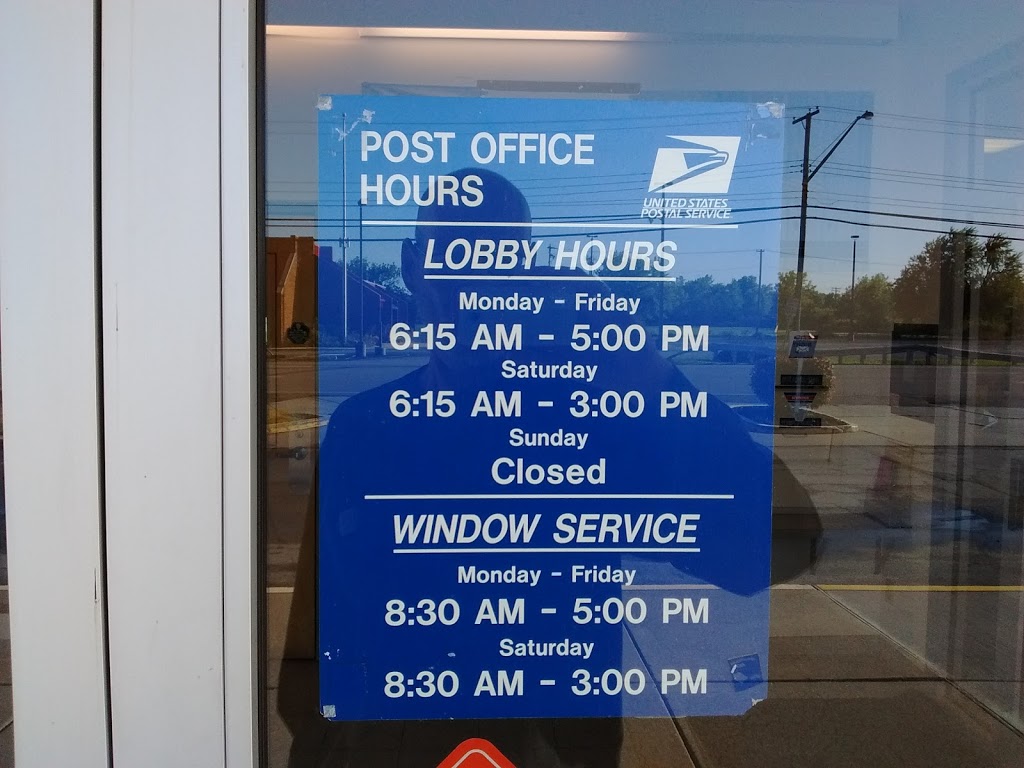 POST OFFICE
HOURS
UNITED STATES
POSTAL SERVICE
LOBBY HOURS
Monday - Friday
6:15 AM - 5:00 PM
Saturday
6:15 AM - 3:00 PM
Sunday
Closed
WINDOW SERVICE
Monday - Friday
8:30 AM - 5:00 PM
Saturday
8:30 AM - 3:00 PM